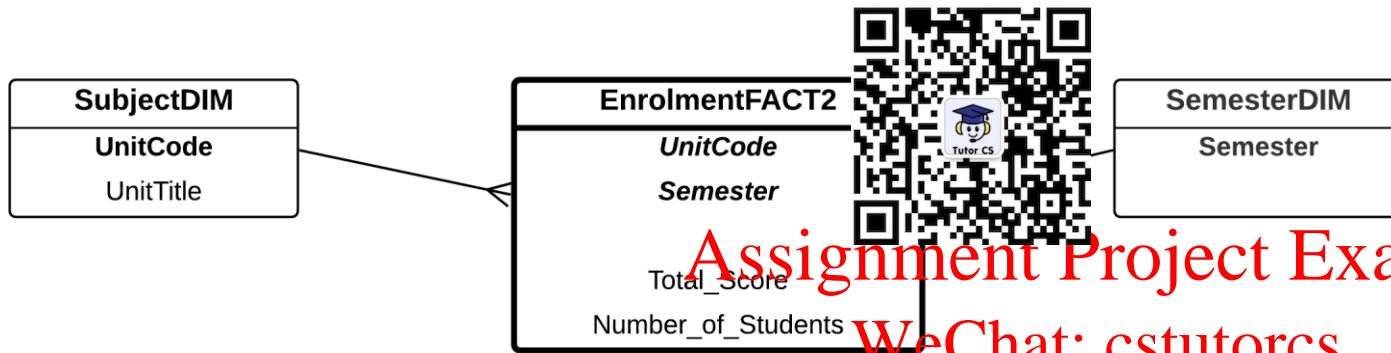 SubjectDIM
UnitCode
UnitTitle
EnrolmentFACT2
UnitCode
Semester
Total_Score
Number_of_Students
Tutor CS
SemesterDIM
Semester
Assignment Project Exa
WeChat: cstutorcs